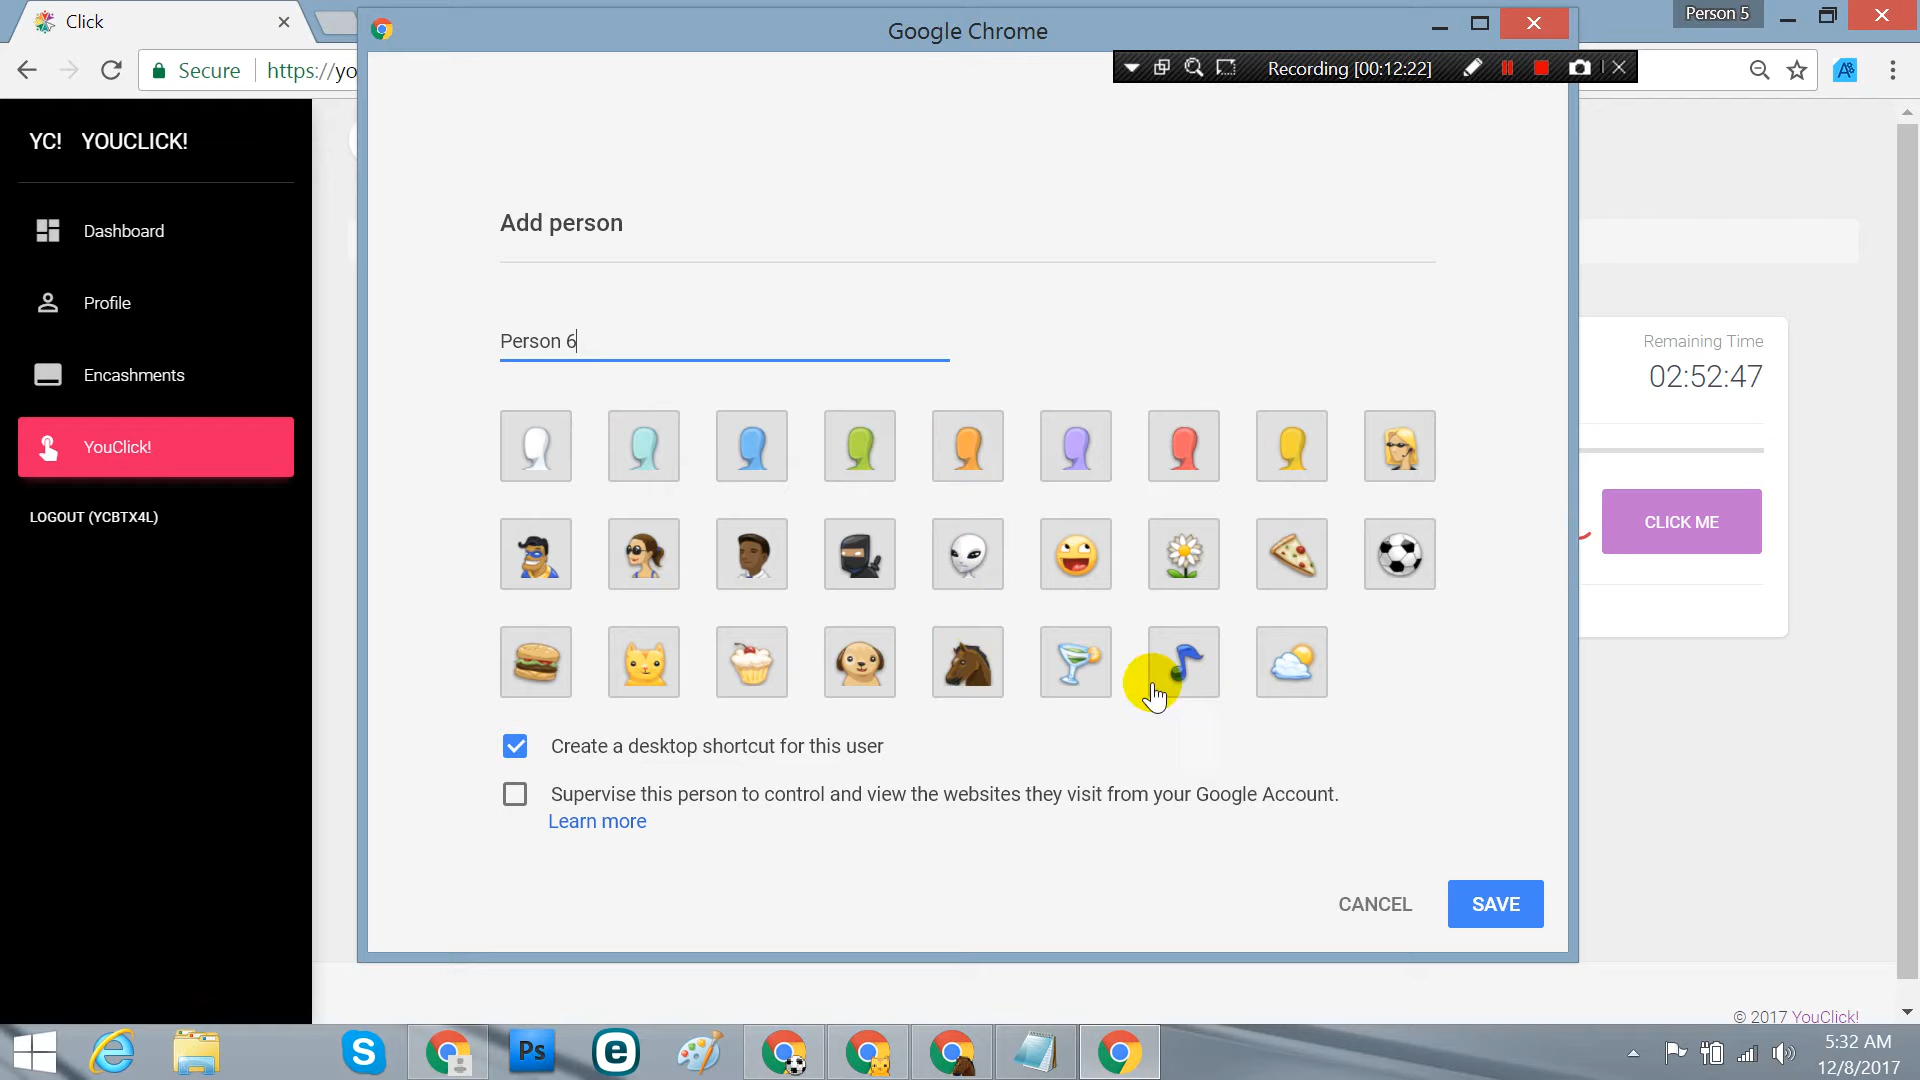 Click
Google Chrome
Person 5
Secure
https://yo
Recording [00:12:22]
YC! YOUCLICK!
Dashboard
Profile
Encashments
YouClick!
LOGOUT (YCBTX4L)
Add person
Person 6
Create a desktop shortcut for this user
Supervise this person to control and view the websites they visit from your Google Account.
Learn more
CANCEL
SAVE
Remaining Time
02:52:47
CLICK ME
© 2017 YouClick!
S
Ps
e
5:32 AM
12/8/2017